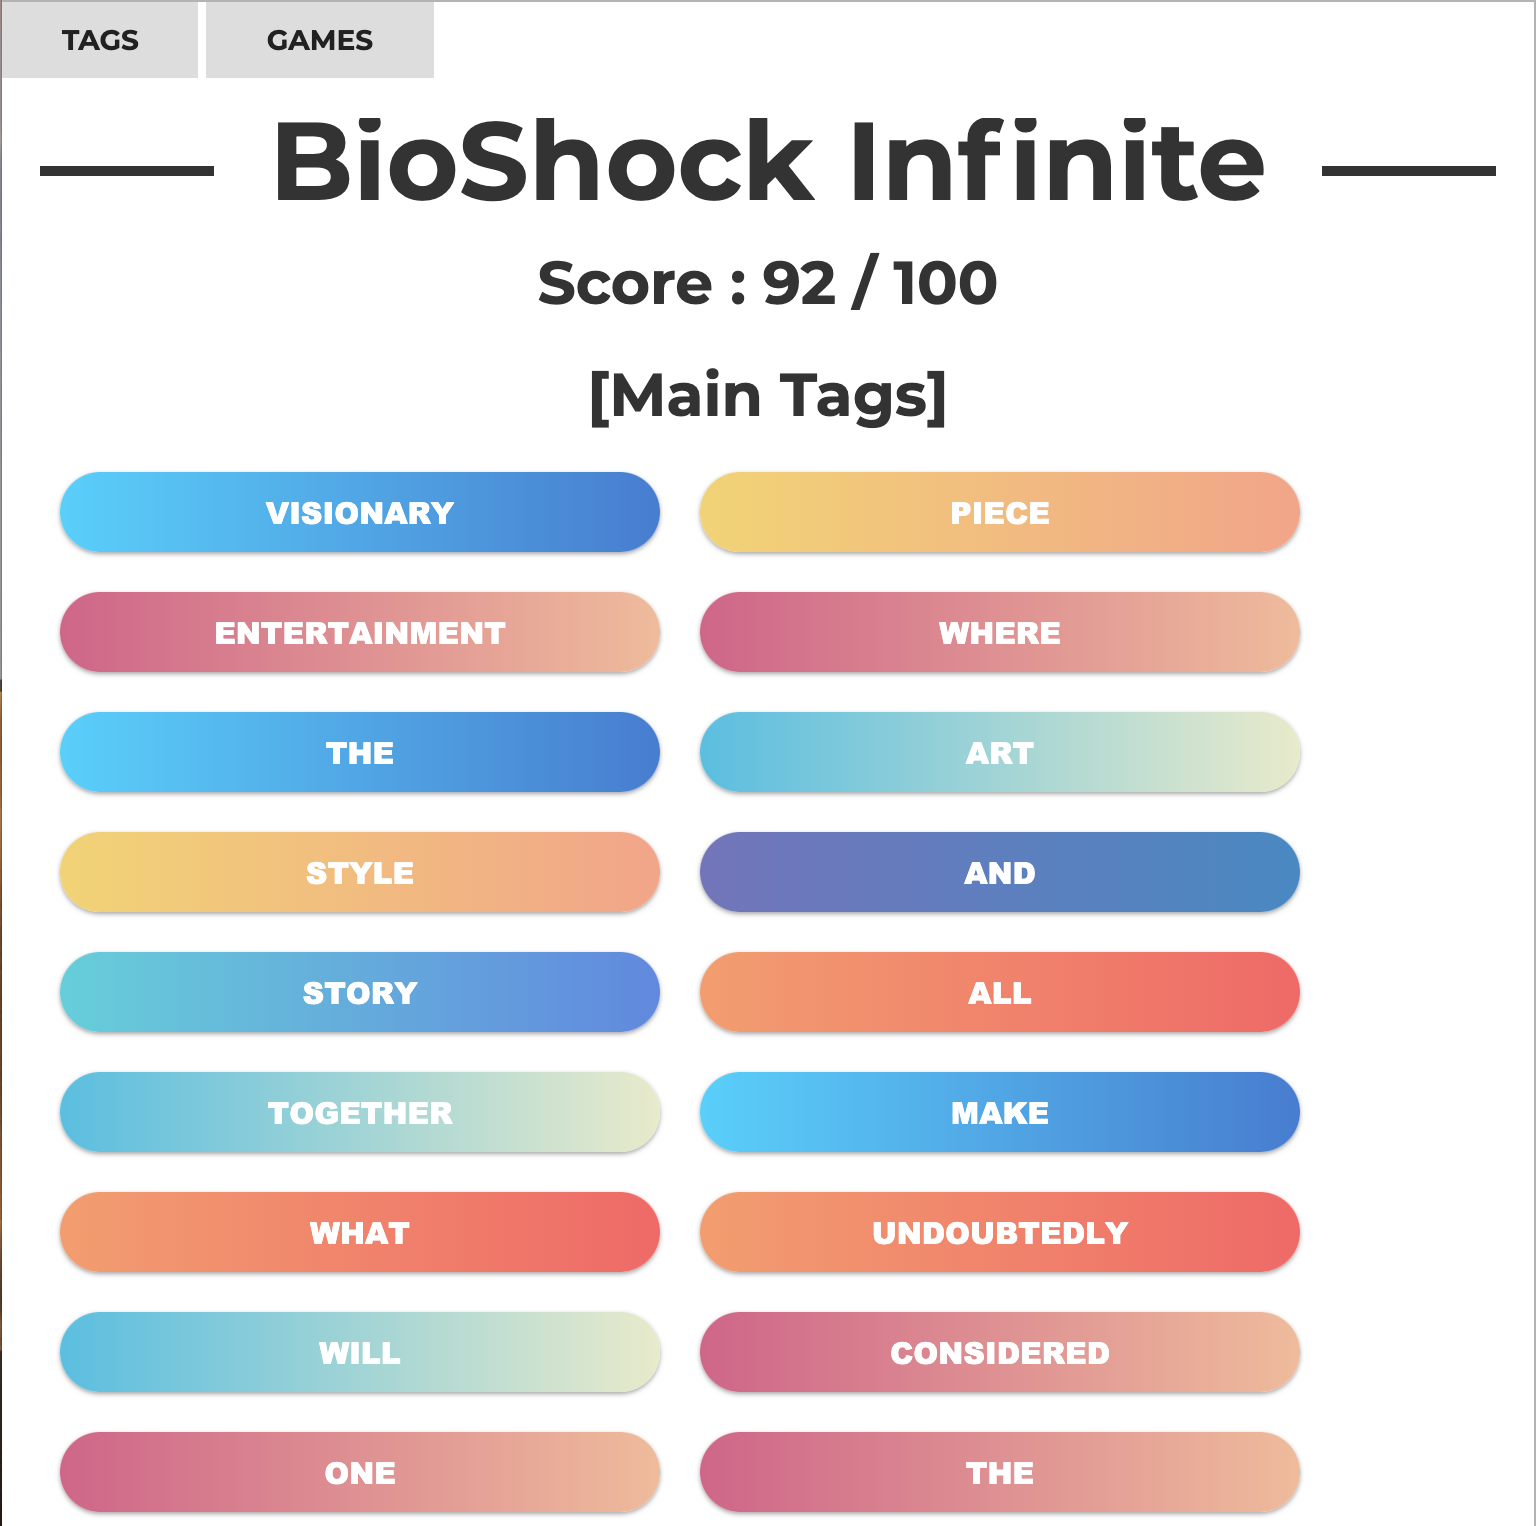 TAGS GAMES
BioShock Infinite
Score : 92 / 100
[Main Tags]
VISIONARY PIECE
ENTERTAINMENT WHERE
THE ART
STYLE AND
STORY ALL
TOGETHER MAKE
WHAT UNDOUBTEDLY
WILL CONSIDERED
ONE THE